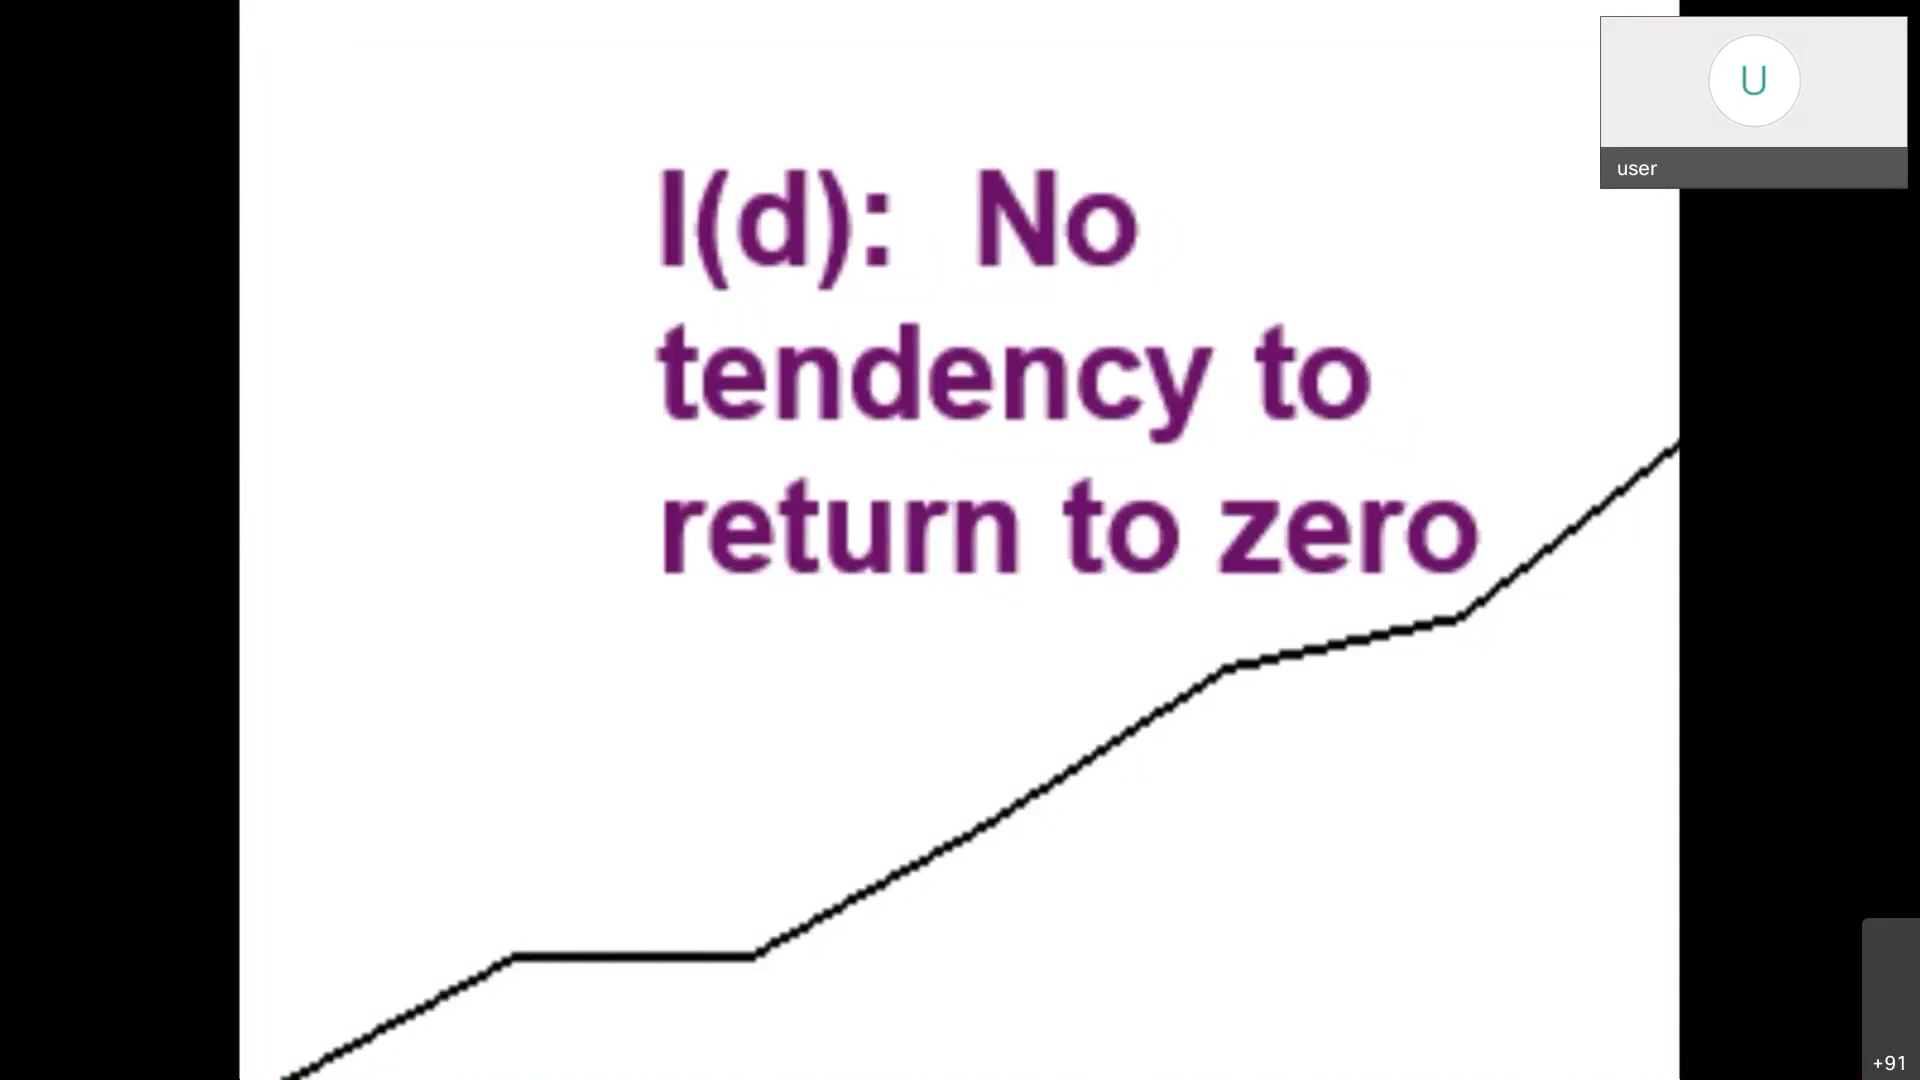 I(d): No
tendency to
return to zero
U
user
+91